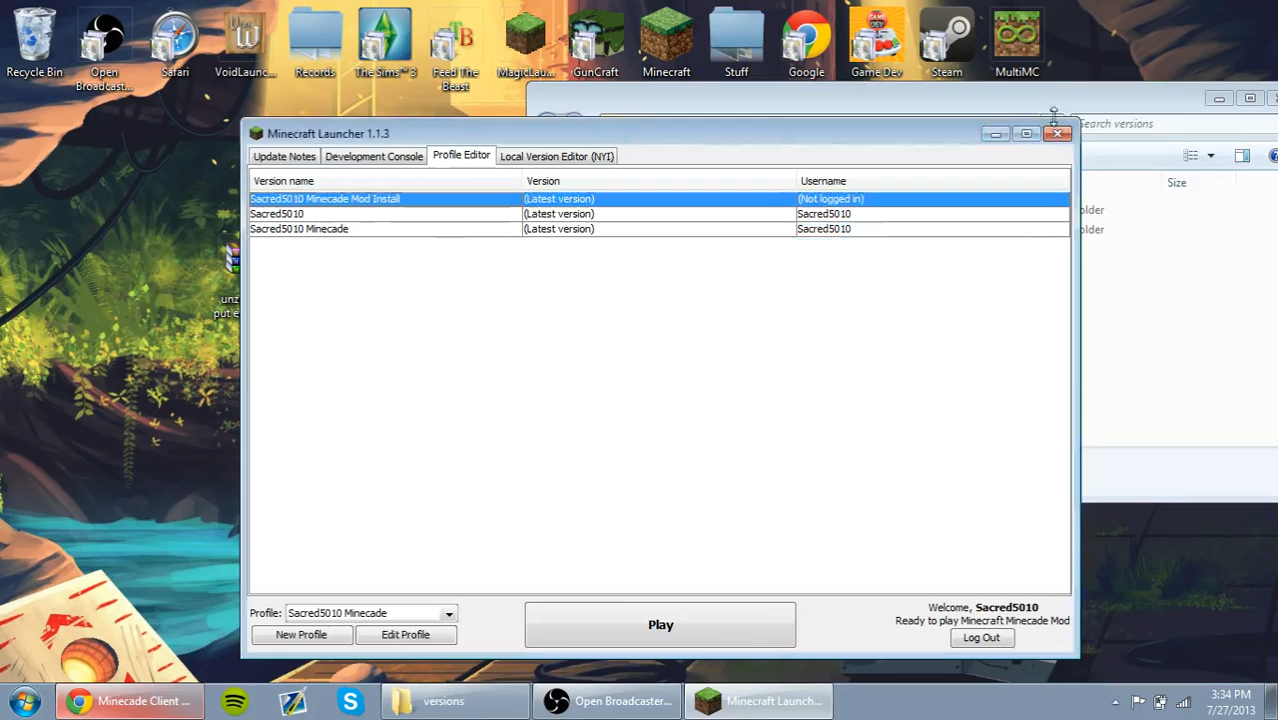 Recycle Bin
Open Broadcast...
Safari
VoidLaunc...
Records
The Sims™ 3
Feed The Beast
MagicLau...
GunCraft
Minecraft
Stuff
Google
Game Dev
Steam
MultiMC
Search versions
Size
older
older
unz
put e
Minecraft Launcher 1.1.3
Update Notes
Development Console
Profile Editor
Local Version Editor (NYI)
Version name
Version
Username
Sacred5010 Minecade Mod Install
(Latest version)
(Not logged in)
Sacred5010
(Latest version)
Sacred5010
Sacred5010 Minecade
(Latest version)
Sacred5010
Profile:
Sacred5010 Minecade
New Profile
Edit Profile
Play
Welcome, Sacred5010
Ready to play Minecraft Minecade Mod
Log Out
Minecade Client ...
versions
Open Broadcaster...
Minecraft Launch...
3:34 PM
7/27/2013